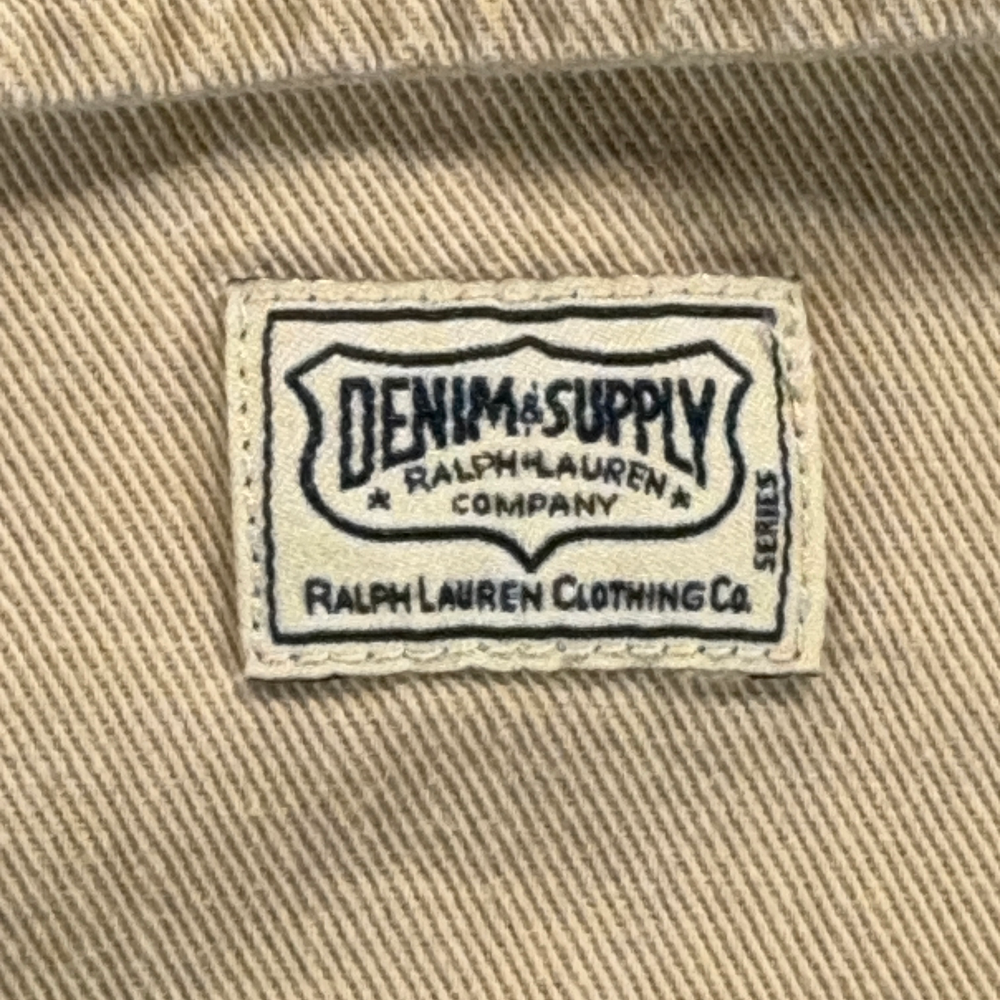 DENIM & SUPPLY
RALPH LAUREN
COMPANY
RALPH LAUREN CLOTHING CO.
SERIES